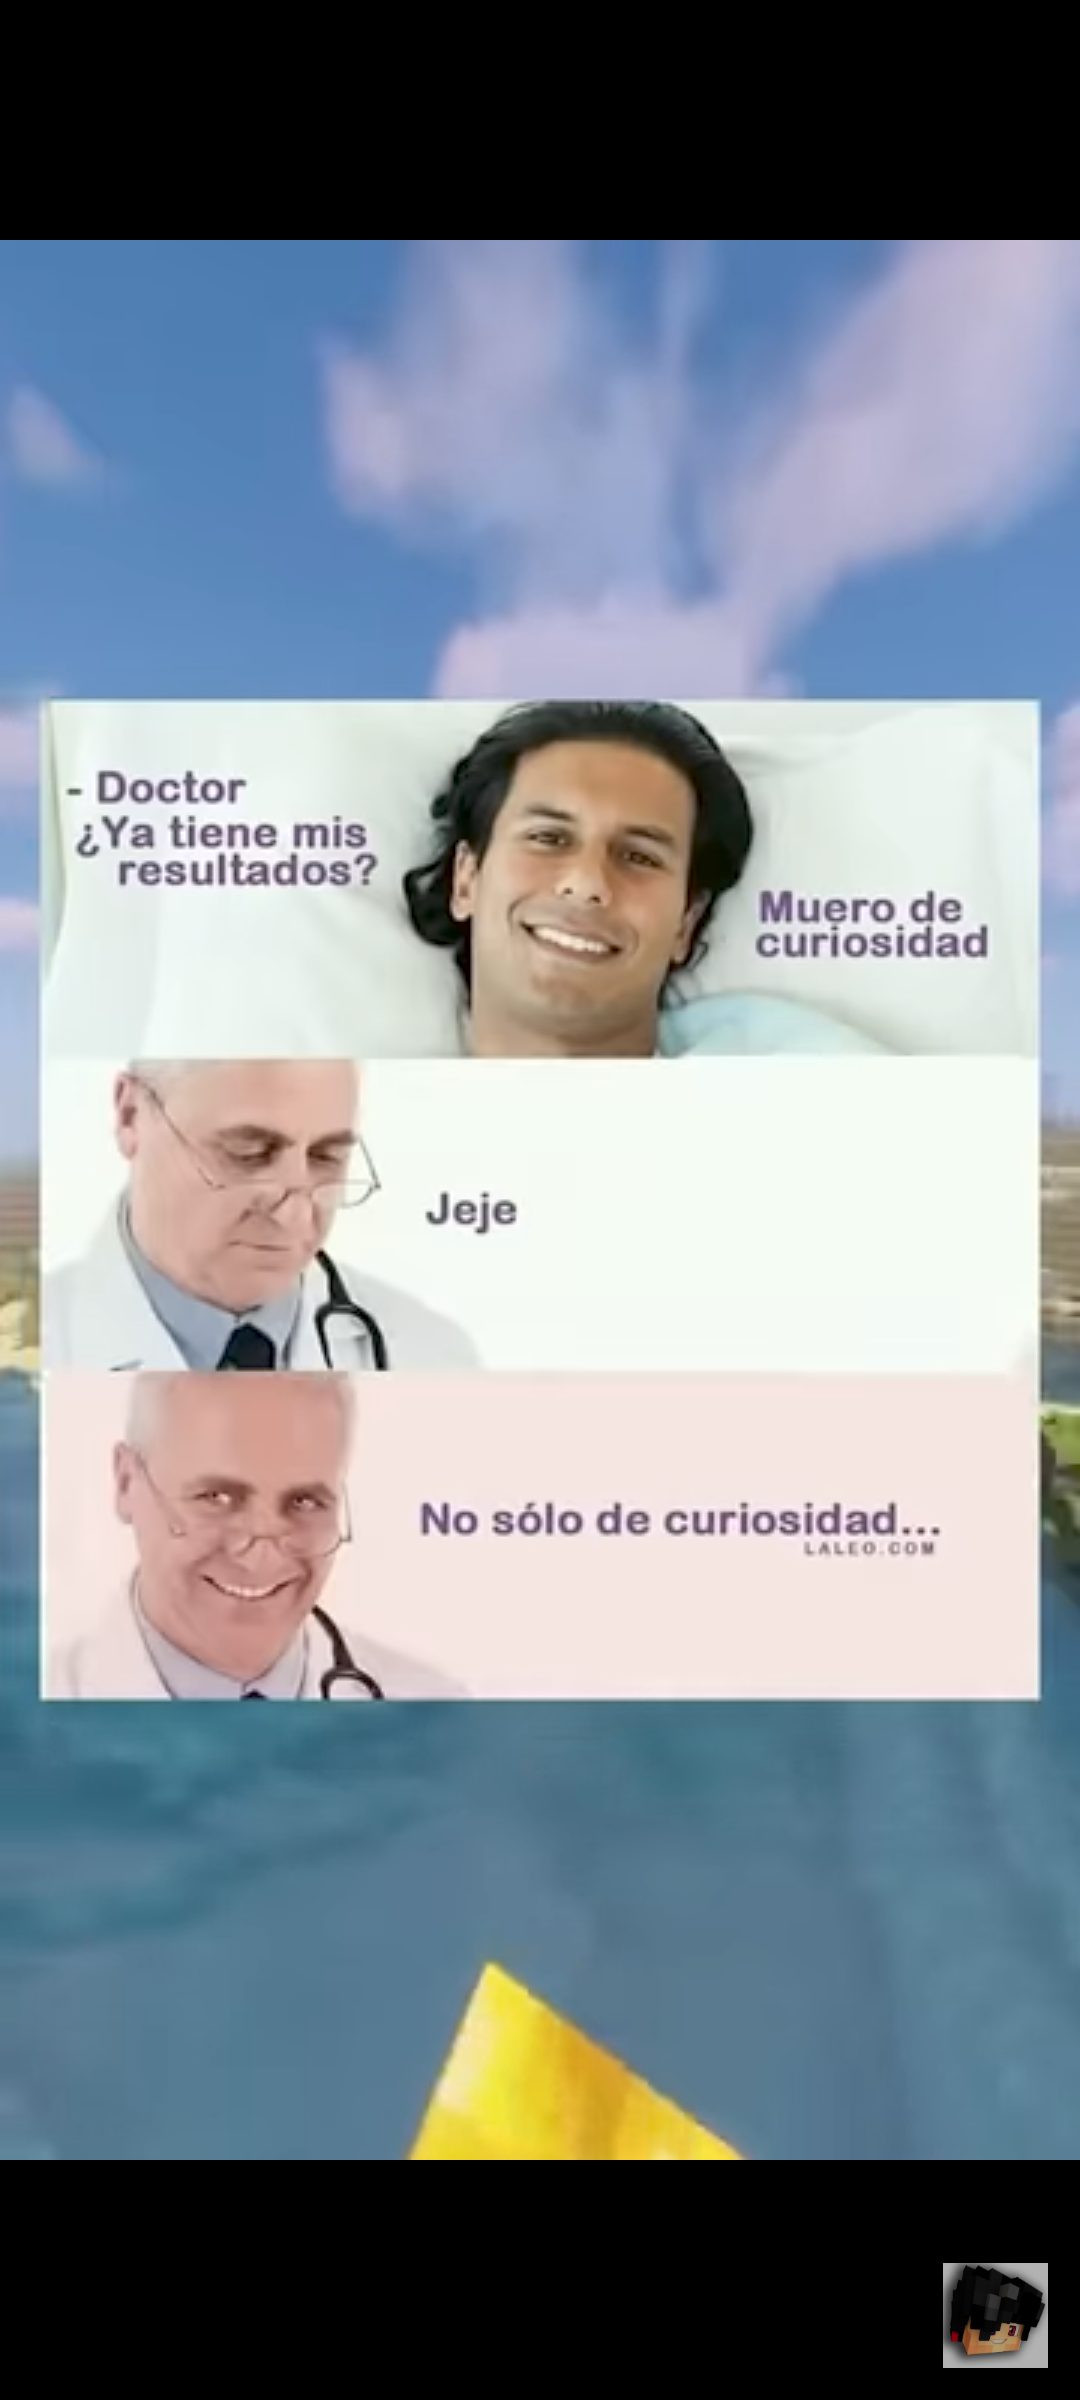 - Doctor
¿Ya tiene mis
resultados?
Muero de
curiosidad
Jeje
No sólo de curiosidad...
LALEO.COM